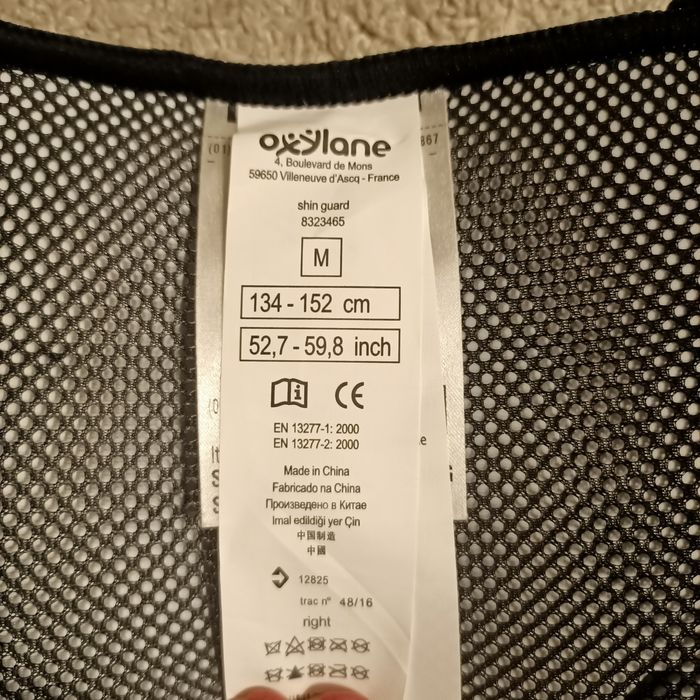 oxylane
4, Boulevard de Mons
59650 Villeneuve d'Ascq - France
shin guard
8323465
M
134 - 152 cm
52,7 - 59,8 inch
CE
EN 13277-1: 2000
EN 13277-2: 2000
Made in China
Fabricado na China
Произведено в Китае
Imal edildiği yer Çin
中国制造
中國
12825
trac n° 48/16
right
(01)
867